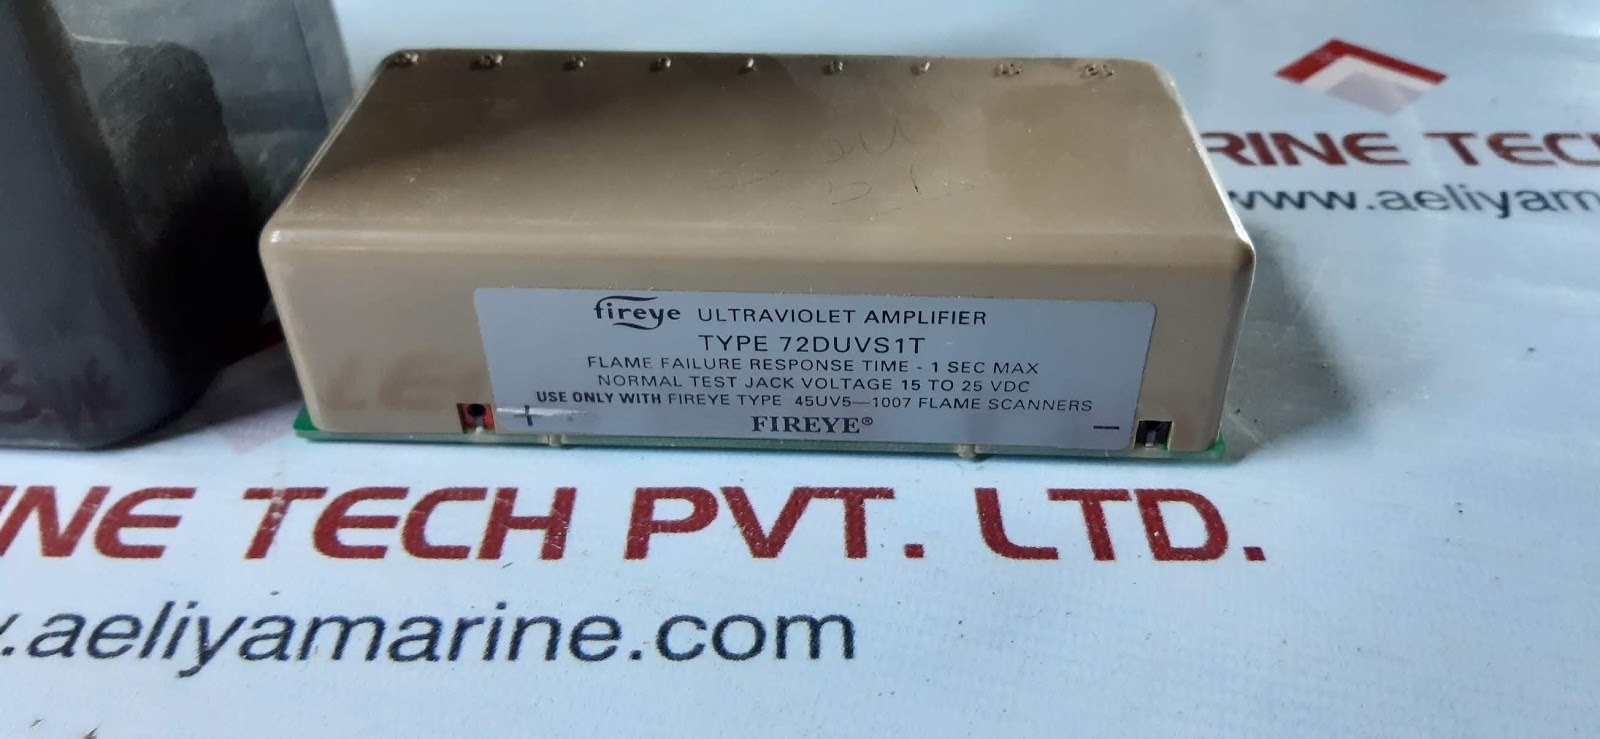 RINE TECH
www.aeliyam
fireye ULTRAVIOLET AMPLIFIER
TYPE 72DUVS1T
FLAME FAILURE RESPONSE TIME - 1 SEC MAX
NORMAL TEST JACK VOLTAGE 15 TO 25 VDC
USE ONLY WITH FIREYE TYPE 45UV5—1007 FLAME SCANNERS
+ FIREYE® —
INE TECH PVT. LTD.
.aeliyamarine.com